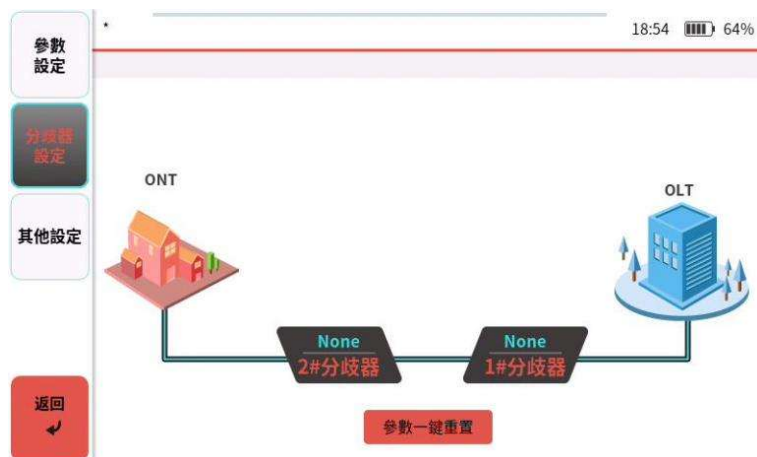 *
18:54 64%
參數
設定
分歧器
設定
其他設定
返回
ONT
OLT
None
2#分歧器
None
1#分歧器
參數一鍵重置